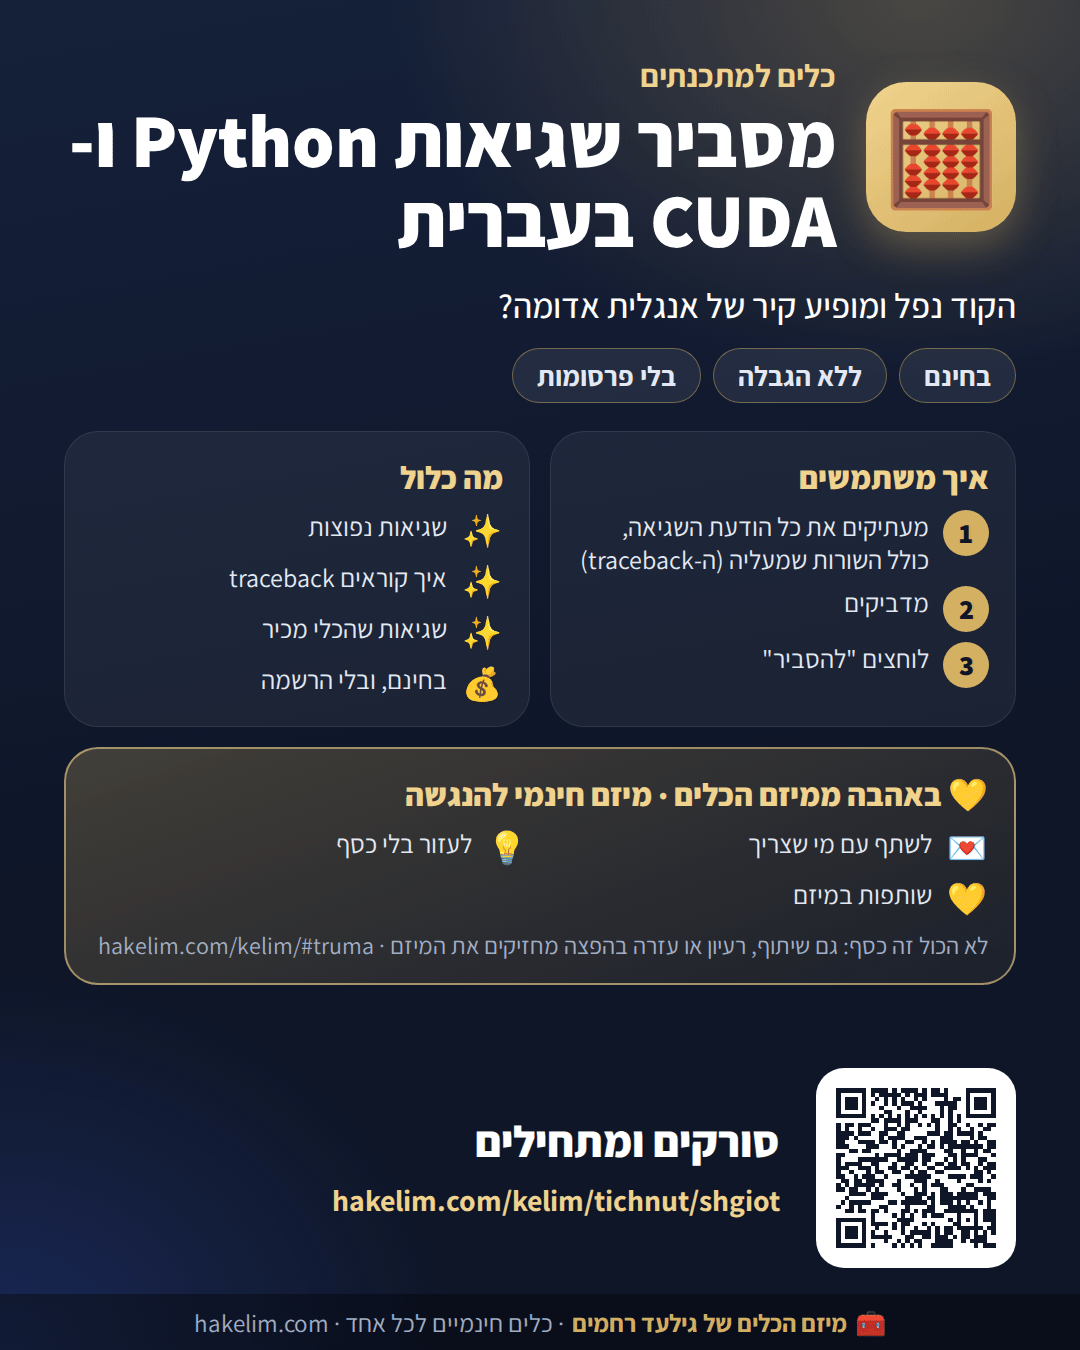 כלים למתכנתים
מסביר שגיאות Python ו-
CUDA בעברית
הקוד נפל ומופיע קיר של אנגלית אדומה?
בחינם
ללא הגבלה
בלי פרסומות
איך משתמשים
1 מעתיקים את כל הודעת השגיאה,
כולל השורות שמעליה (ה-traceback)
2 מדביקים
3 לוחצים "להסביר"
מה כלול
שגיאות נפוצות
איך קוראים traceback
שגיאות שהכלי מכיר
בחינם, ובלי הרשמה
באהבה ממיזם הכלים · מיזם חינמי להנגשה
לשתף עם מי שצריך
לעזור בלי כסף
שותפות במיזם
לא הכול זה כסף: גם שיתוף, רעיון או עזרה בהפצה מחזיקים את המיזם · hakelim.com/kelim/#truma
סורקים ומתחילים
hakelim.com/kelim/tichnut/shgiot
מיזם הכלים של גילעד רחמים · כלים חינמיים לכל אחד · hakelim.com